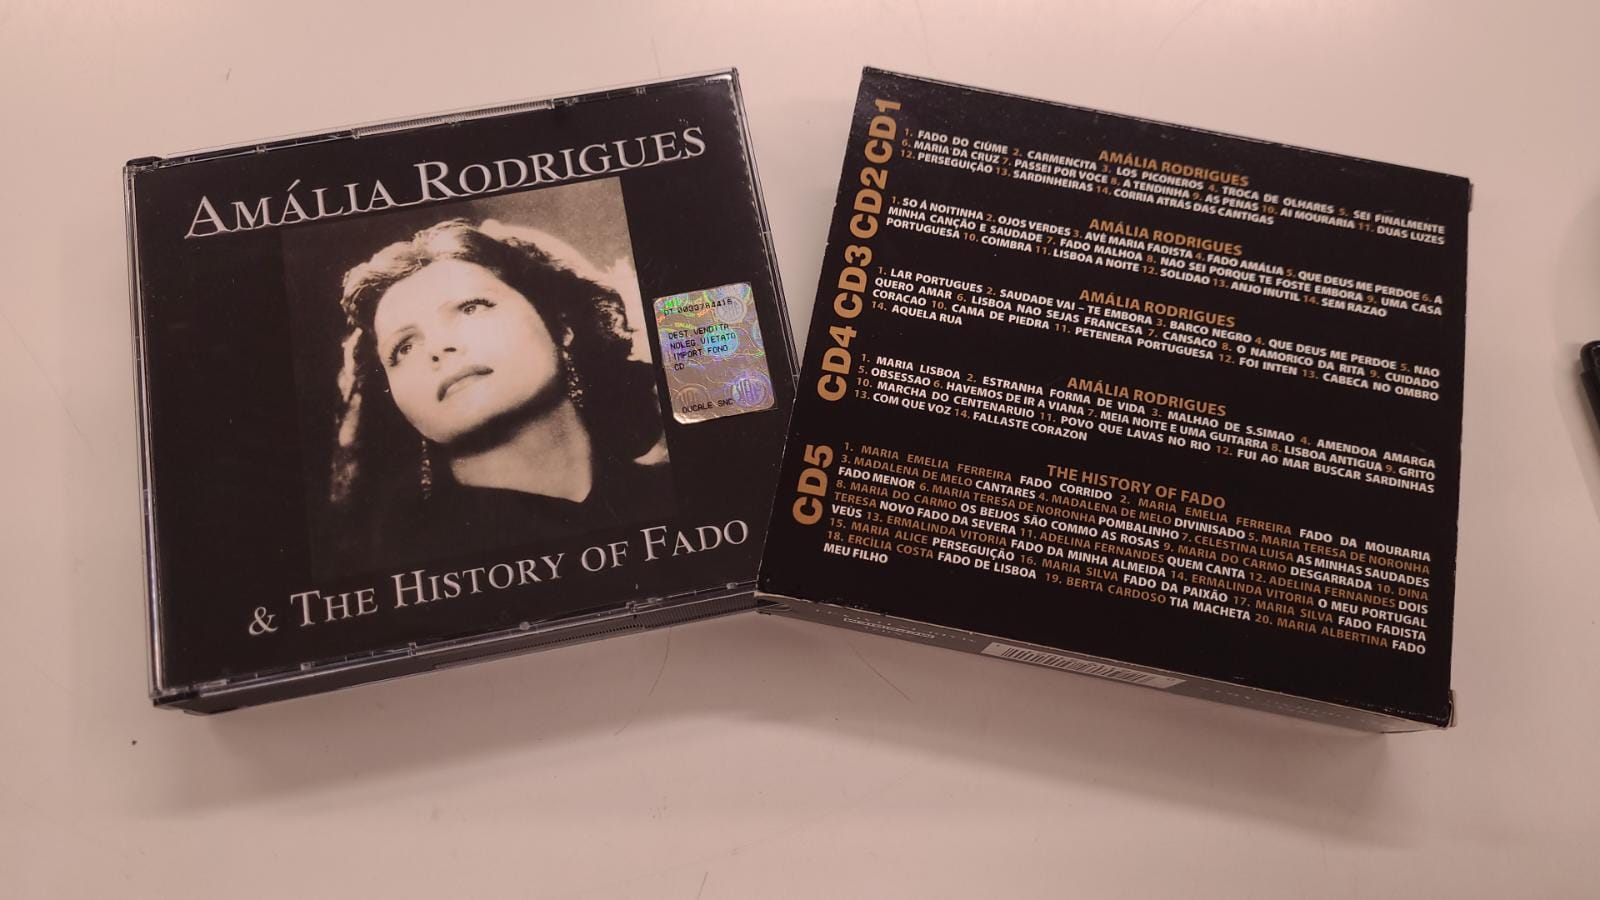 AMÁLIA RODRIGUES
& THE HISTORY OF FADO
DT 0033784416
DEST.VENDITA
NOLEG.VIETATO
IMPORT FONO
CD
DUCALE SNC
CD1
AMÁLIA RODRIGUES
1. FADO DO CIÚME 2. CARMENCITA 3. LOS PICONEROS 4. TROCA DE OLHARES 5. SEI FINALMENTE
6. MARIA DA CRUZ 7. PASSEI POR VOCE 8. A TENDINHA 9. AS PENAS 10. AI MOURARIA 11. DUAS LUZES
12. PERSEGUIÇÃO 13. SARDINHEIRAS 14. CORRIA ATRÁS DAS CANTIGAS
CD2
AMÁLIA RODRIGUES
1. SO Á NOITINHA 2. OJOS VERDES 3. AVÈ MARIA FADISTA 4. FADO AMÁLIA 5. QUE DEUS ME PERDOE 6. A
MINHA CANÇÃO E SAUDADE 7. FADO MALHOA 8. NAO SEI PORQUE TE FOSTE EMBORA 9. UMA CASA
PORTUGUESA 10. COIMBRA 11. LISBOA A NOITE 12. SOLIDAO 13. ANJO INUTIL 14. SEM RAZAO
CD3
AMÁLIA RODRIGUES
1. LAR PORTUGUES 2. SAUDADE VAI - TE EMBORA 3. BARCO NEGRO 4. QUE DEUS ME PERDOE 5. NAO
QUERO AMAR 6. LISBOA NAO SEJAS FRANCESA 7. CANSACO 8. O NAMORICO DA RITA 9. CUIDADO
CORACAO 10. CAMA DE PIEDRA 11. PETENERA PORTUGUESA 12. FOI INTEN 13. CABECA NO OMBRO
14. AQUELA RUA
CD4
AMÁLIA RODRIGUES
1. MARIA LISBOA 2. ESTRANHA FORMA DE VIDA 3. MALHAO DE S.SIMAO 4. AMENDOA AMARGA
5. OBSESSAO 6. HAVEMOS DE IR A VIANA 7. MEIA NOITE E UMA GUITARRA 8. LISBOA ANTIGUA 9. GRITO
10. MARCHA DO CENTENARUIO 11. POVO QUE LAVAS NO RIO 12. FUI AO MAR BUSCAR SARDINHAS
13. COM QUE VOZ 14. FALLASTE CORAZON
CD5
THE HISTORY OF FADO
1. MARIA EMELIA FERREIRA FADO CORRIDO 2. MARIA EMELIA FERREIRA FADO DA MOURARIA
3. MADALENA DE MELO CANTARES 4. MADALENA DE MELO DIVINISADO 5. MARIA TERESA DE NORONHA
FADO MENOR 6. MARIA TERESA DE NORONHA POMBALINHO 7. CELESTINA LUISA AS MINHAS SAUDADES
8. MARIA DO CARMO OS BEIJOS SÃO COMMO AS ROSAS 9. MARIA DO CARMO DESGARRADA 10. DINA
TERESA NOVO FADO DA SEVERA 11. ADELINA FERNANDES QUEM CANTA 12. ADELINA FERNANDES DOIS
VEÙS 13. ERMALINDA VITORIA FADO DA MINHA ALMEIDA 14. ERMALINDA VITORIA O MEU PORTUGAL
15. MARIA ALICE PERSEGUIÇÃO 16. MARIA SILVA FADO DA PAIXÃO 17. MARIA SILVA FADO FADISTA
18. ERCÍLIA COSTA FADO DE LISBOA 19. BERTA CARDOSO TIA MACHETA 20. MARIA ALBERTINA FADO
MEU FILHO